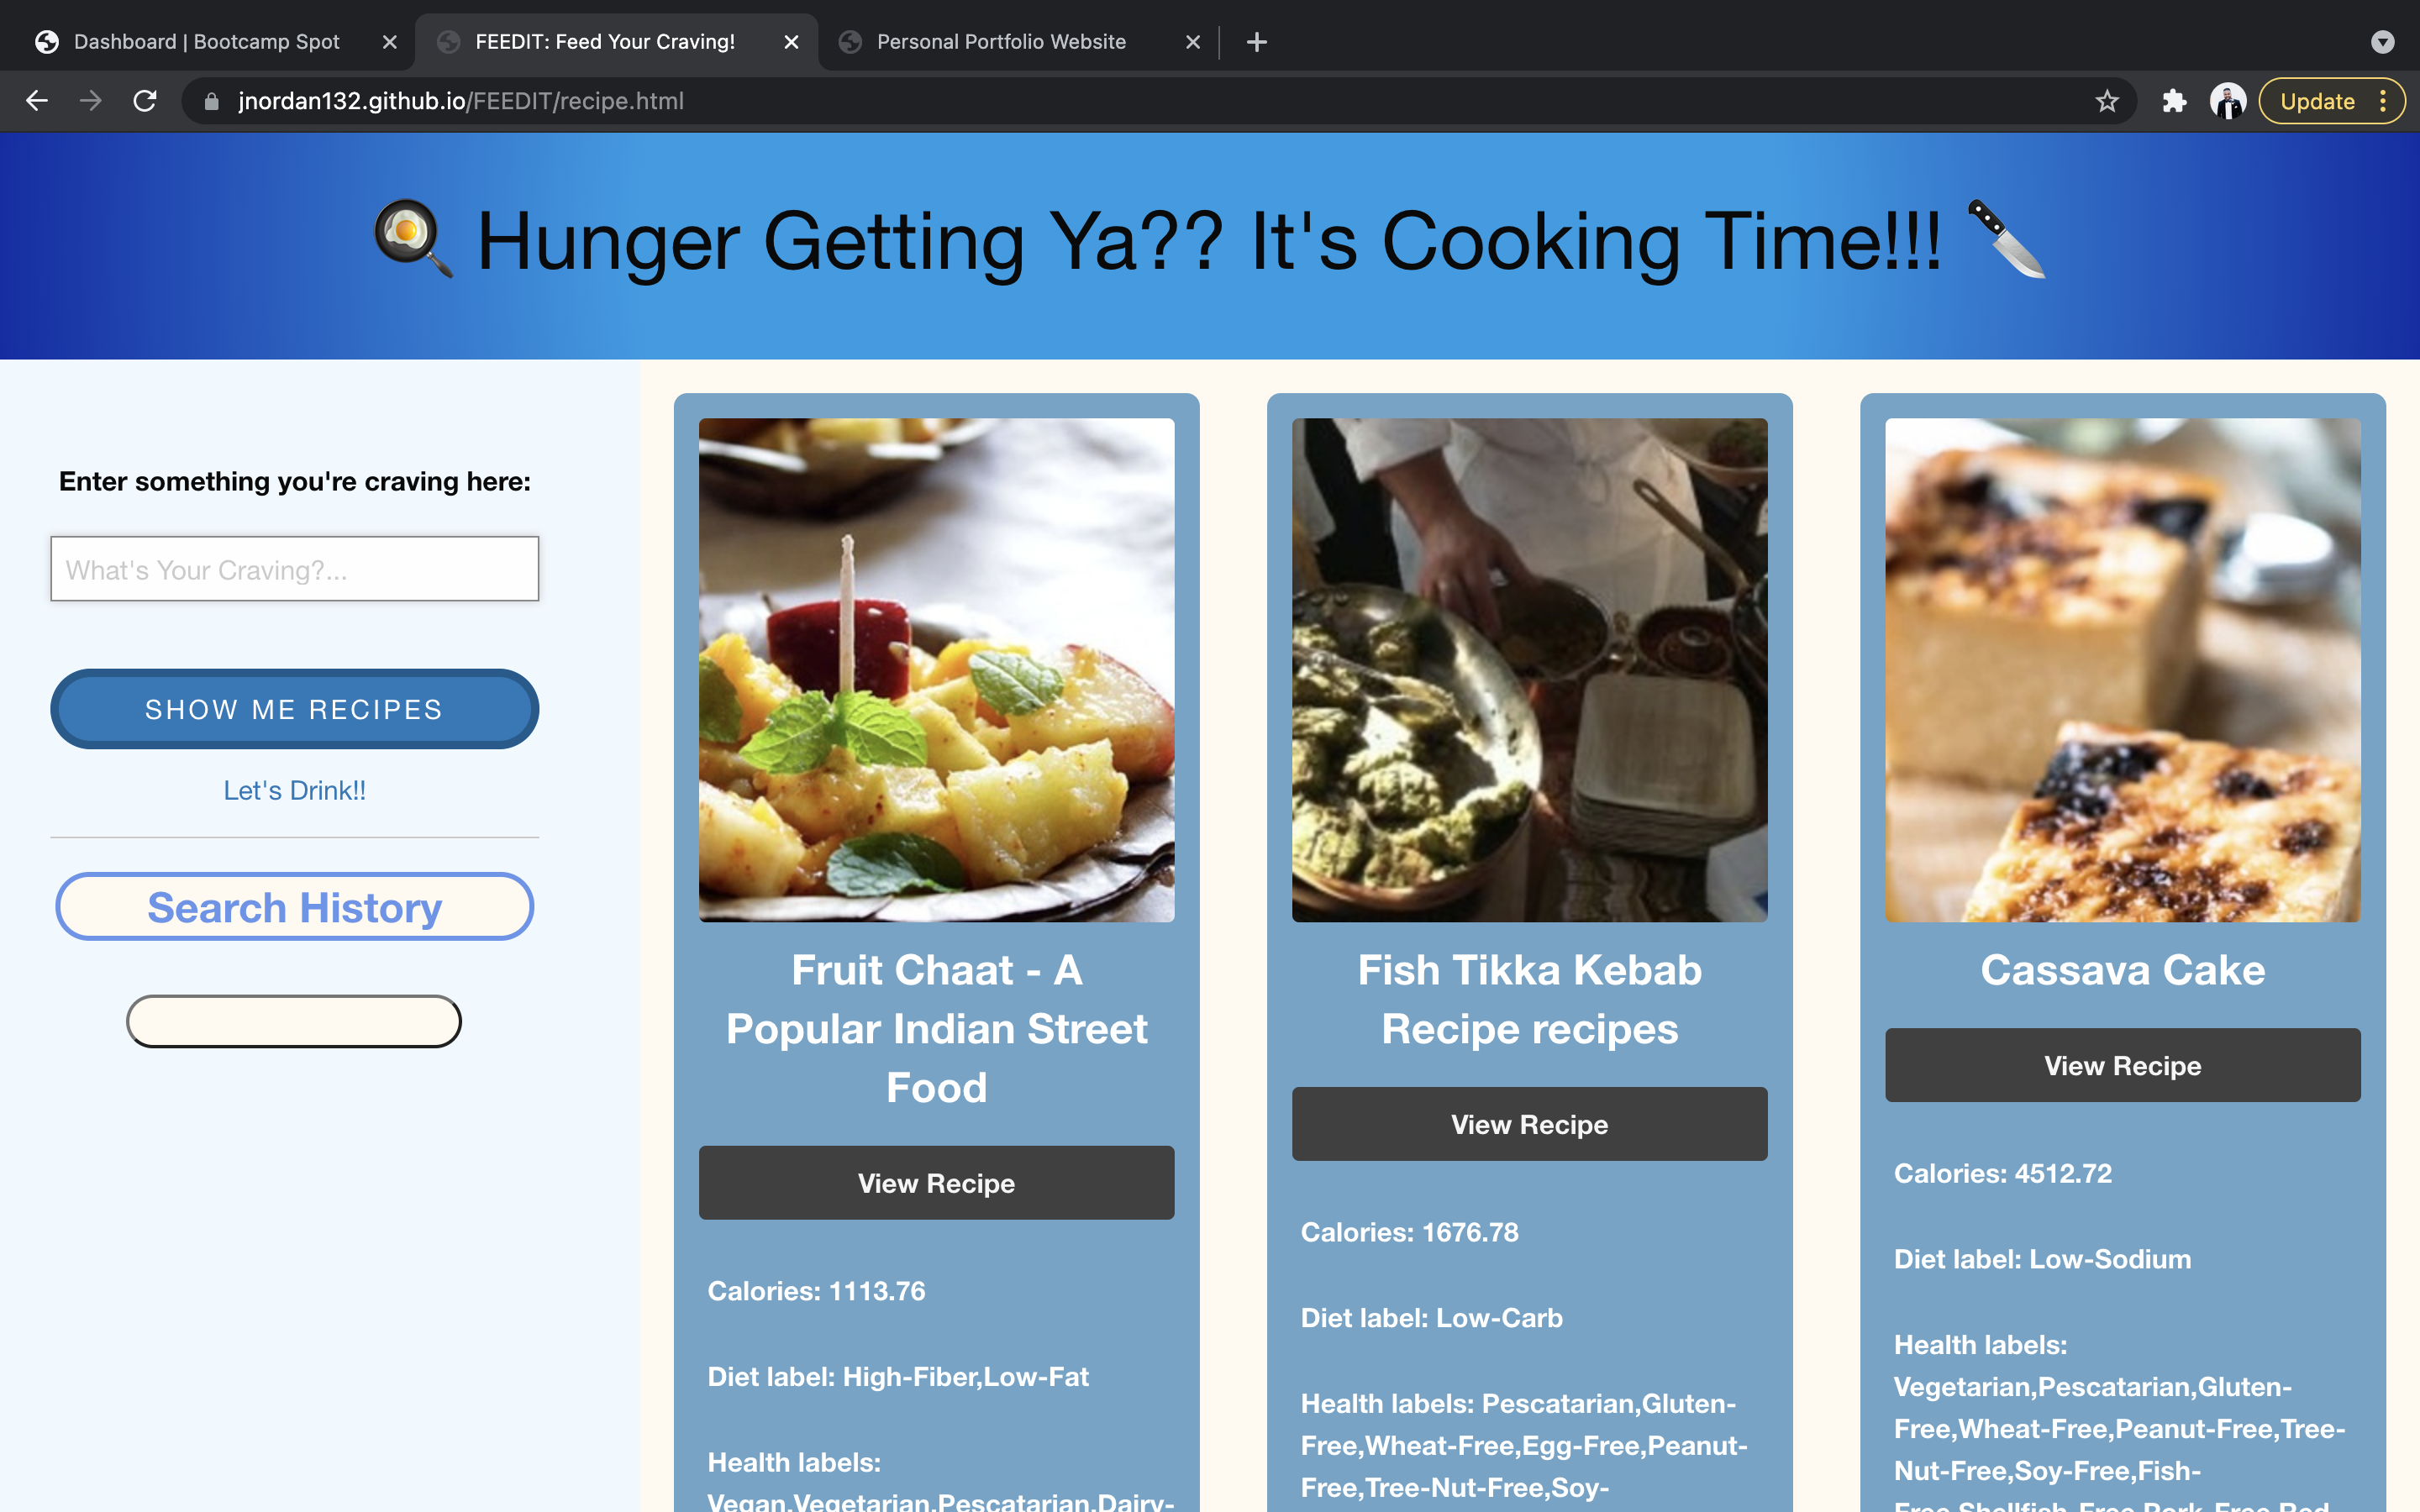 Dashboard | Bootcamp Spot
FEEDIT: Feed Your Craving!
Personal Portfolio Website
jnordan132.github.io/FEEDIT/recipe.html
Update
Hunger Getting Ya?? It's Cooking Time!!!
Enter something you're craving here:
What's Your Craving?...
SHOW ME RECIPES
Let's Drink!!
Search History
Fruit Chaat - A
Popular Indian Street
Food
View Recipe
Calories: 1113.76
Diet label: High-Fiber,Low-Fat
Health labels:
Vegan,Vegetarian,Pescatarian,Dairy-
Fish Tikka Kebab
Recipe recipes
View Recipe
Calories: 1676.78
Diet label: Low-Carb
Health labels: Pescatarian,Gluten-
Free,Wheat-Free,Egg-Free,Peanut-
Free,Tree-Nut-Free,Soy-
Cassava Cake
View Recipe
Calories: 4512.72
Diet label: Low-Sodium
Health labels:
Vegetarian,Pescatarian,Gluten-
Free,Wheat-Free,Peanut-Free,Tree-
Nut-Free,Soy-Free,Fish-
Free,Shellfish-Free,Pork-Free,Red-